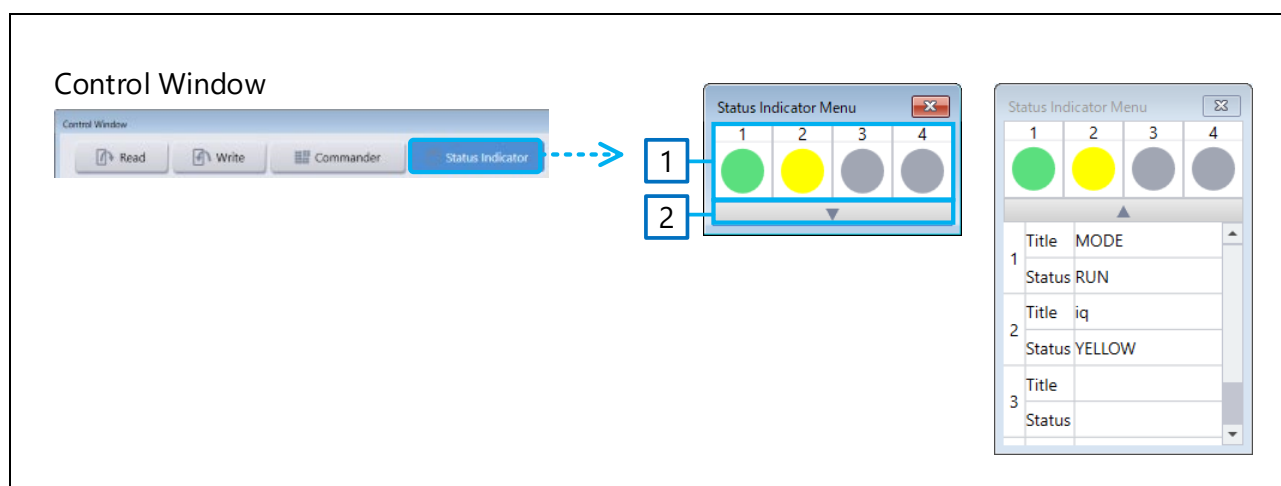 Control Window
Control Window
Read Write Commander Status Indicator
1
2
Status Indicator Menu
1 2 3 4
▼
Status Indicator Menu
1 2 3 4
▲
1 Title MODE
Status RUN
2 Title iq
Status YELLOW
3 Title
Status